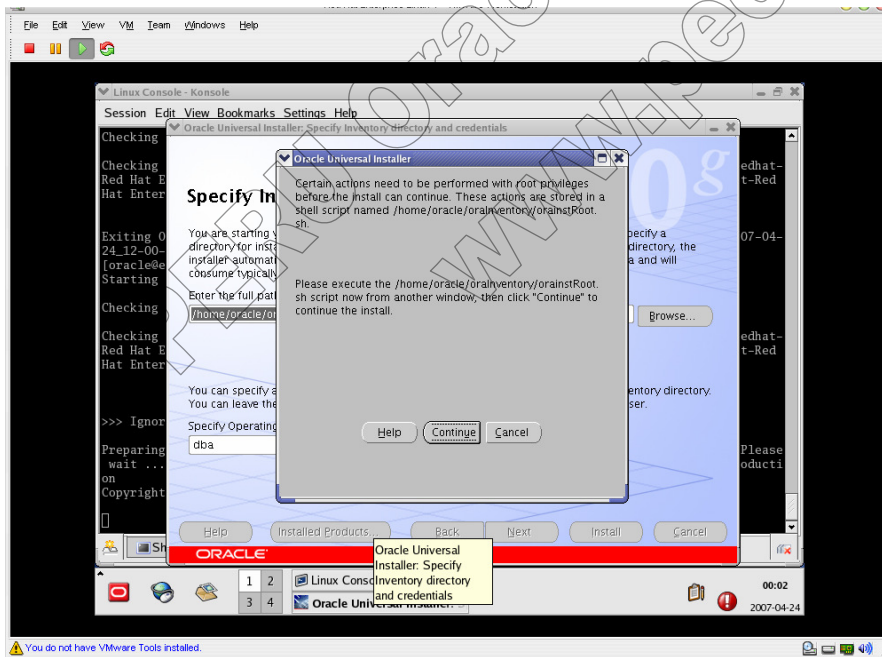 File Edit View VM Team Windows Help
Linux Console - Konsole
Session Edit View Bookmarks Settings Help
Oracle Universal Installer: Specify Inventory directory and credentials
Checking
Oracle Universal Installer
Checking
Red Hat E
Hat Enter
edhat-
t-Red
Specify In
Certain actions need to be performed with root privileges
before the install can continue. These actions are stored in a
shell script named /home/oracle/oraInventory/orainstRoot.
sh.
Exiting O
24_12-00-
[oracle@e
Starting
07-04-
You are starting y
directory for insta
installer automati
consume typically
pecify a
directory, the
a and will
Please execute the /home/oracle/oraInventory/orainstRoot.
sh script now from another window, then click "Continue" to
continue the install.
Enter the full pat
/home/oracle/or
Browse...
Checking
Checking
Red Hat E
Hat Enter
edhat-
t-Red
You can specify a
You can leave the
entory directory.
ser.
>>> Ignor
Specify Operating
dba
Help Continue Cancel
Preparing
wait ...
on
Copyright
Please
oducti
Help Installed Products... Back Next Install Cancel
Sh
ORACLE
Oracle Universal
Installer: Specify
Inventory directory
and credentials
1 2
3 4
Linux Conso
Oracle Universal Installer: S
00:02
2007-04-24
You do not have VMware Tools installed.
PERU Orac
www.peo
10g